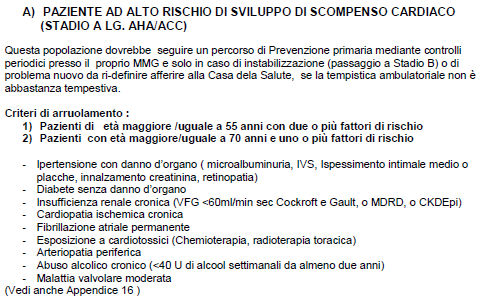 A) PAZIENTE AD ALTO RISCHIO DI SVILUPPO DI SCOMPENSO CARDIACO
(STADIO A LG. AHA/ACC)
Questa popolazione dovrebbe seguire un percorso di Prevenzione primaria mediante controlli
periodici presso il proprio MMG e solo in caso di instabilizzazione (passaggio a Stadio B) o di
problema nuovo da ri-definire afferire alla Casa dela Salute, se la tempistica ambulatoriale non è
abbastanza tempestiva.
Criteri di arruolamento :
1) Pazienti di età maggiore /uguale a 55 anni con due o più fattori di rischio
2) Pazienti con età maggiore/uguale a 70 anni e uno o più fattori di rischio
- Ipertensione con danno d'organo ( microalbuminuria, IVS, Ispessimento intimale medio o
placche, innalzamento creatinina, retinopatia)
- Diabete senza danno d'organo
- Insufficienza renale cronica (VFG <60ml/min sec Cockroft e Gault, o MDRD, o CKDEpi)
- Cardiopatia ischemica cronica
- Fibrillazione atriale permanente
- Esposizione a cardiotossici (Chemioterapia, radioterapia toracica)
- Arteriopatia periferica
- Abuso alcolico cronico (<40 U di alcool settimanali da almeno due anni)
- Malattia valvolare moderata
(Vedi anche Appendice 16 )